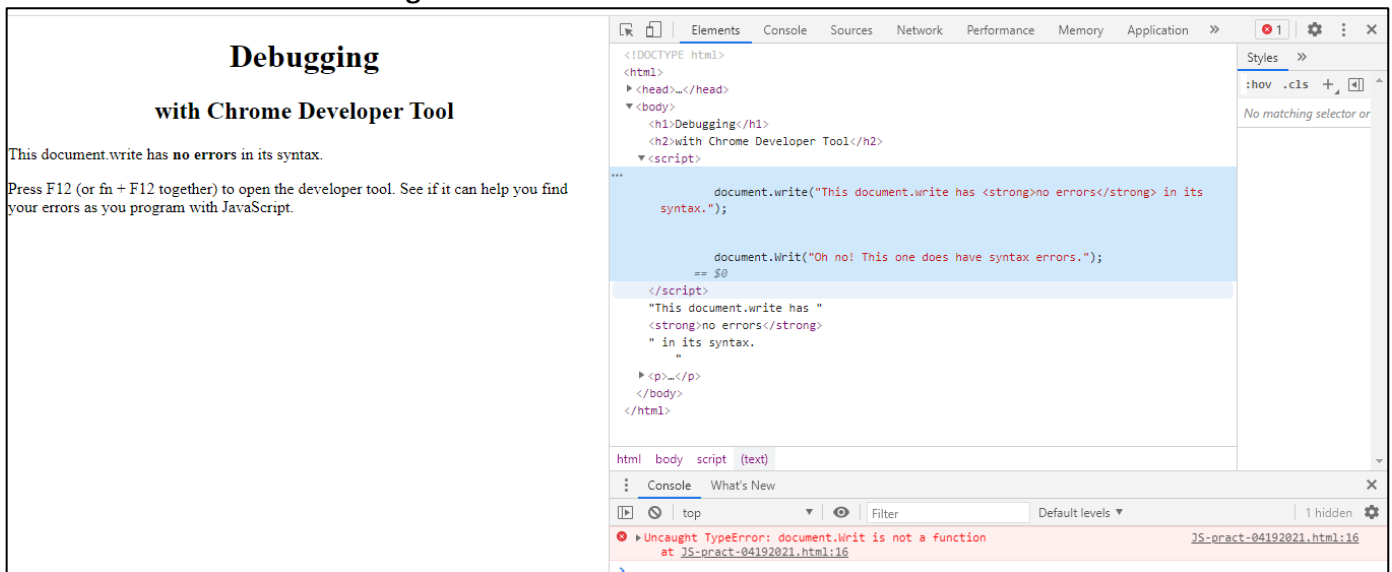 Debugging
with Chrome Developer Tool
This document.write has no errors in its syntax.
Press F12 (or fn + F12 together) to open the developer tool. See if it can help you find
your errors as you program with JavaScript.
Elements Console Sources Network Performance Memory Application » 1
<!DOCTYPE html>
<html>
<head>…</head>
<body>
<h1>Debugging</h1>
<h2>with Chrome Developer Tool</h2>
<script>
document.write("This document.write has <strong>no errors</strong> in its
syntax.");
document.Writ("Oh no! This one does have syntax errors.");
== $0
</script>
"This document.write has "
<strong>no errors</strong>
" in its syntax.
"
<p>…</p>
</body>
</html>
html body script (text)
Styles »
:hov .cls +
No matching selector or
Console What's New
top Filter Default levels 1 hidden
Uncaught TypeError: document.Writ is not a function JS-pract-04192021.html:16
at JS-pract-04192021.html:16